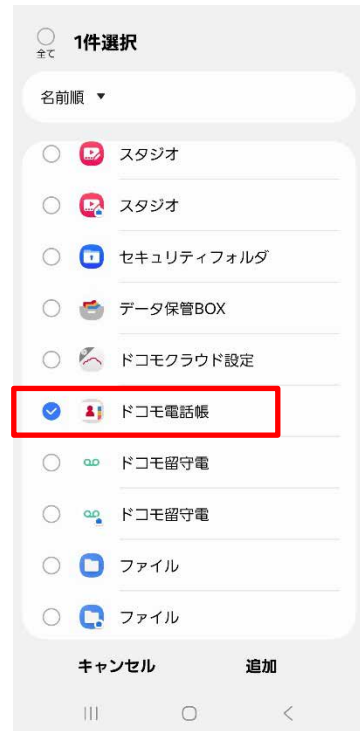 全て
1件選択
名前順 ▼
スタジオ
スタジオ
セキュリティフォルダ
データ保管BOX
ドコモクラウド設定
ドコモ電話帳
ドコモ留守電
ドコモ留守電
ファイル
ファイル
キャンセル 追加